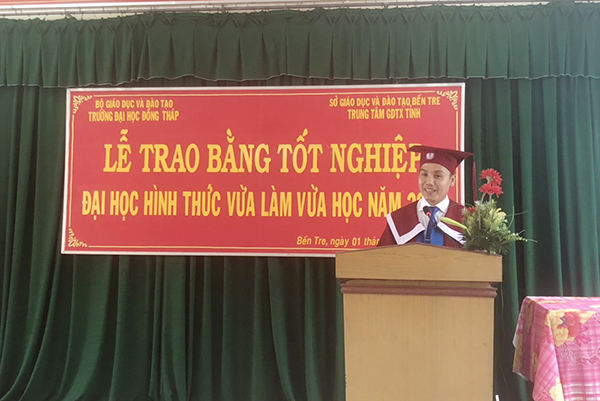 BỘ GIÁO DỤC VÀ ĐÀO TẠO
TRƯỜNG ĐẠI HỌC ĐỒNG THÁP
SỞ GIÁO DỤC VÀ ĐÀO TẠO BẾN TRE
TRUNG TÂM GDTX TỈNH
LỄ TRAO BẰNG TỐT NGHIỆP
ĐẠI HỌC HÌNH THỨC VỪA LÀM VỪA HỌC NĂM
Bến Tre, ngày 01